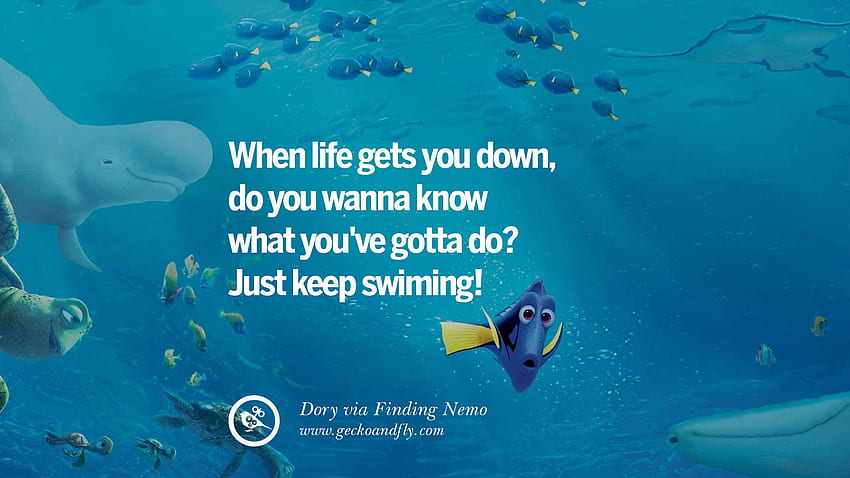 When life gets you down,
do you wanna know
what you've gotta do?
Just keep swiming!
Dory via Finding Nemo
www.geckoandfly.com